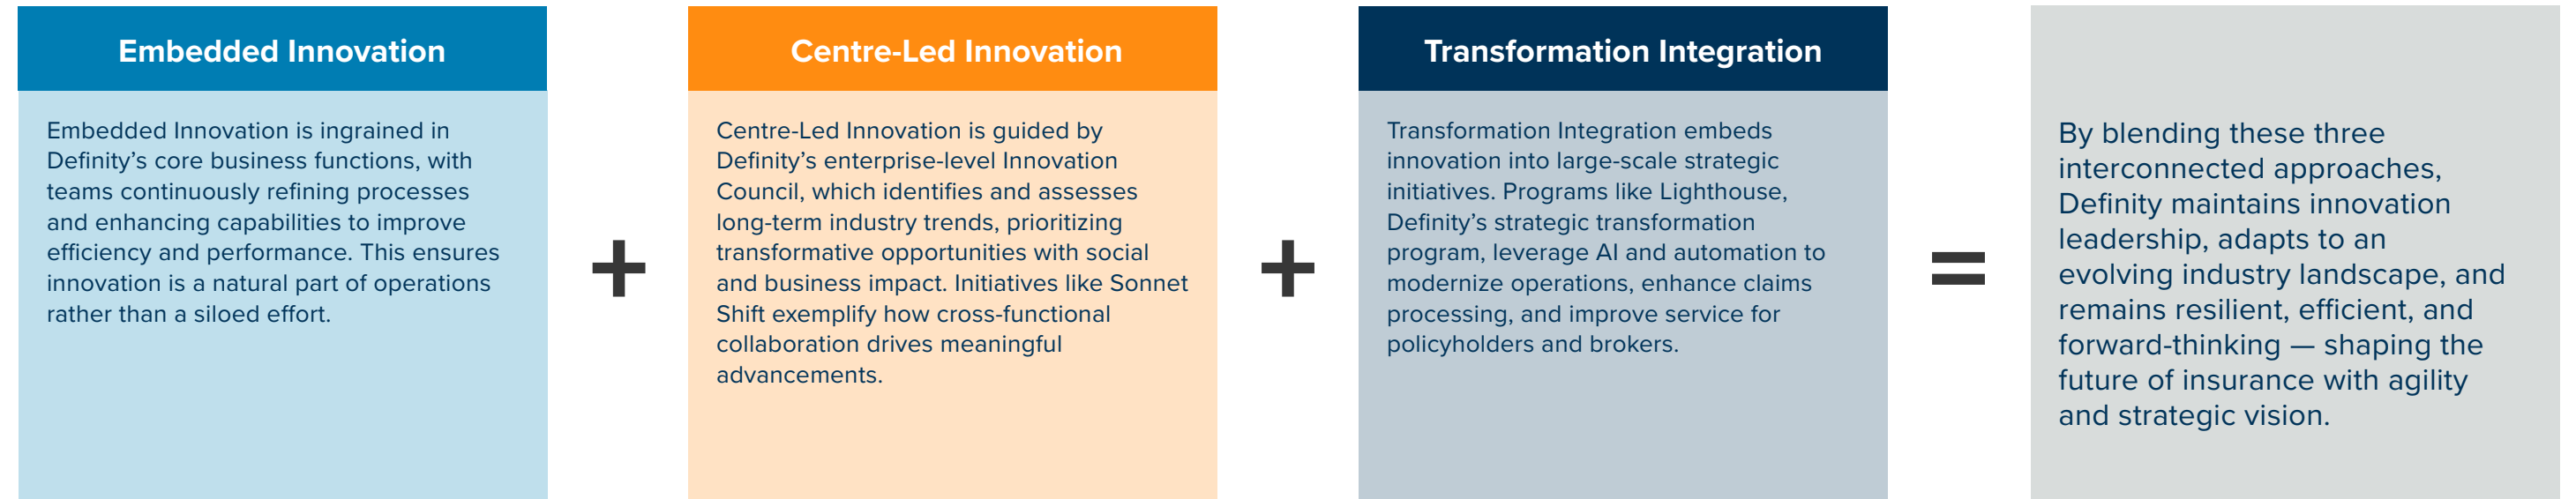 Embedded Innovation
Embedded Innovation is ingrained in
Definity’s core business functions, with
teams continuously refining processes
and enhancing capabilities to improve
efficiency and performance. This ensures
innovation is a natural part of operations
rather than a siloed effort.
+
Centre-Led Innovation
Centre-Led Innovation is guided by
Definity’s enterprise-level Innovation
Council, which identifies and assesses
long-term industry trends, prioritizing
transformative opportunities with social
and business impact. Initiatives like Sonnet
Shift exemplify how cross-functional
collaboration drives meaningful
advancements.
+
Transformation Integration
Transformation Integration embeds
innovation into large-scale strategic
initiatives. Programs like Lighthouse,
Definity’s strategic transformation
program, leverage AI and automation to
modernize operations, enhance claims
processing, and improve service for
policyholders and brokers.
=
By blending these three
interconnected approaches,
Definity maintains innovation
leadership, adapts to an
evolving industry landscape, and
remains resilient, efficient, and
forward-thinking — shaping the
future of insurance with agility
and strategic vision.